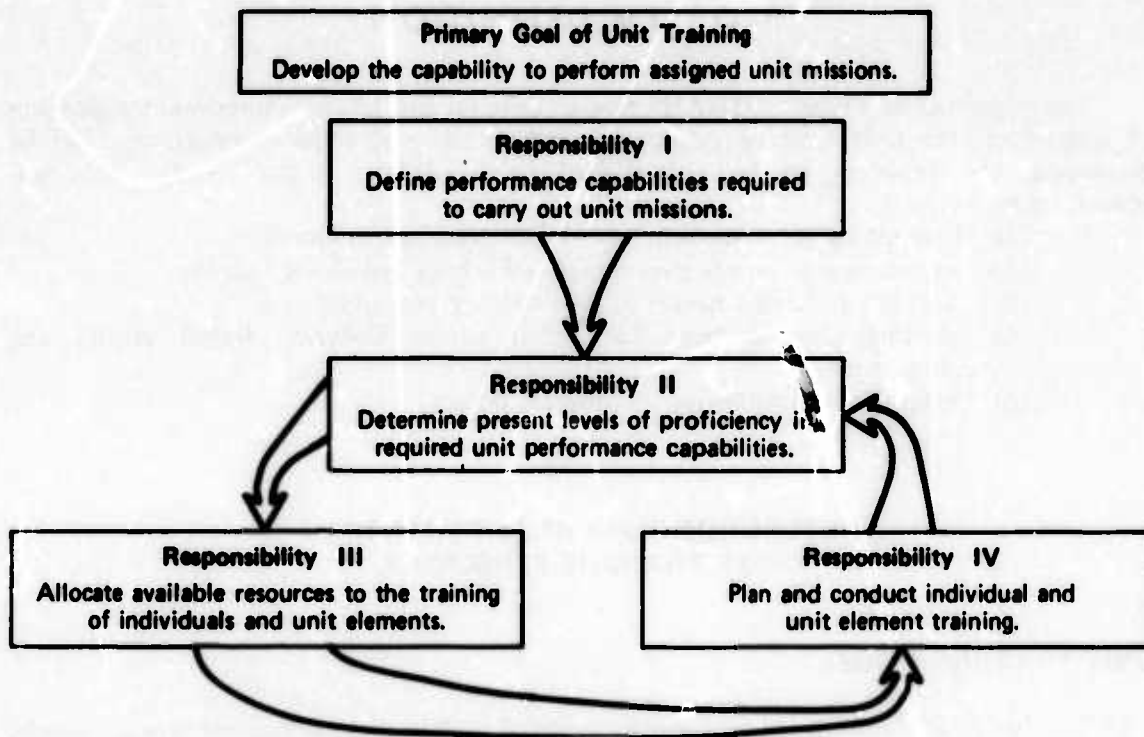 Primary Goal of Unit Training
Develop the capability to perform assigned unit missions.
Responsibility I
Define performance capabilities required
to carry out unit missions.
Responsibility II
Determine present levels of proficiency in
required unit performance capabilities.
Responsibility III
Allocate available resources to the training
of individuals and unit elements.
Responsibility IV
Plan and conduct individual and
unit element training.